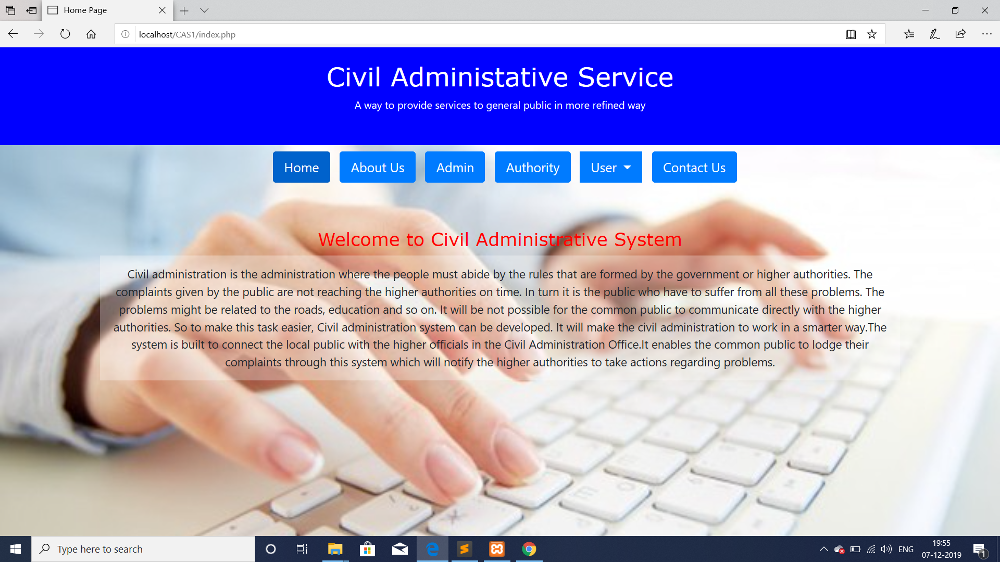 Home Page
localhost/CAS1/index.php
Civil Administative Service
A way to provide services to general public in more refined way
Home About Us Admin Authority User Contact Us
Welcome to Civil Administrative System
Civil administration is the administration where the people must abide by the rules that are formed by the government or higher authorities. The
complaints given by the public are not reaching the higher authorities on time. In turn it is the public who have to suffer from all these problems. The
problems might be related to the roads, education and so on. It will be not possible for the common public to communicate directly with the higher
authorities. So to make this task easier, Civil administration system can be developed. It will make the civil administration to work in a smarter way.The
system is built to connect the local public with the higher officials in the Civil Administration Office.It enables the common public to lodge their
complaints through this system which will notify the higher authorities to take actions regarding problems.
Type here to search
ENG
19:55
07-12-2019
1